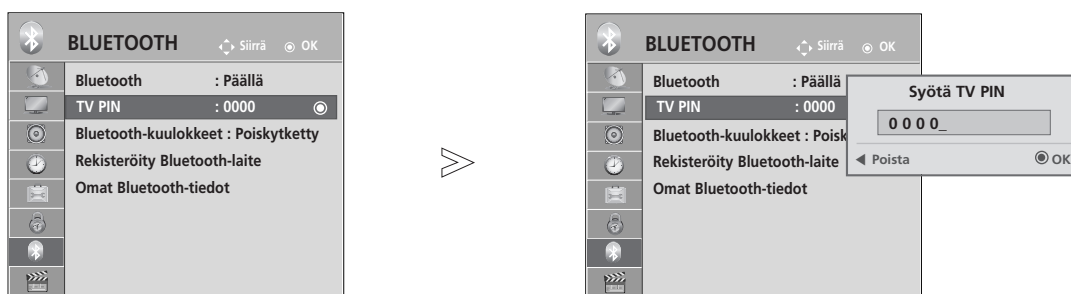 BLUETOOTH Siirrä OK
Bluetooth : Päällä
TV PIN : 0000
Bluetooth-kuulokkeet : Poiskytketty
Rekisteröity Bluetooth-laite
Omat Bluetooth-tiedot
BLUETOOTH Siirrä OK
Bluetooth : Päällä
TV PIN : 0000
Bluetooth-kuulokkeet : Poisk
Rekisteröity Bluetooth-laite
Omat Bluetooth-tiedot
Syötä TV PIN
0 0 0 0_
Poista OK